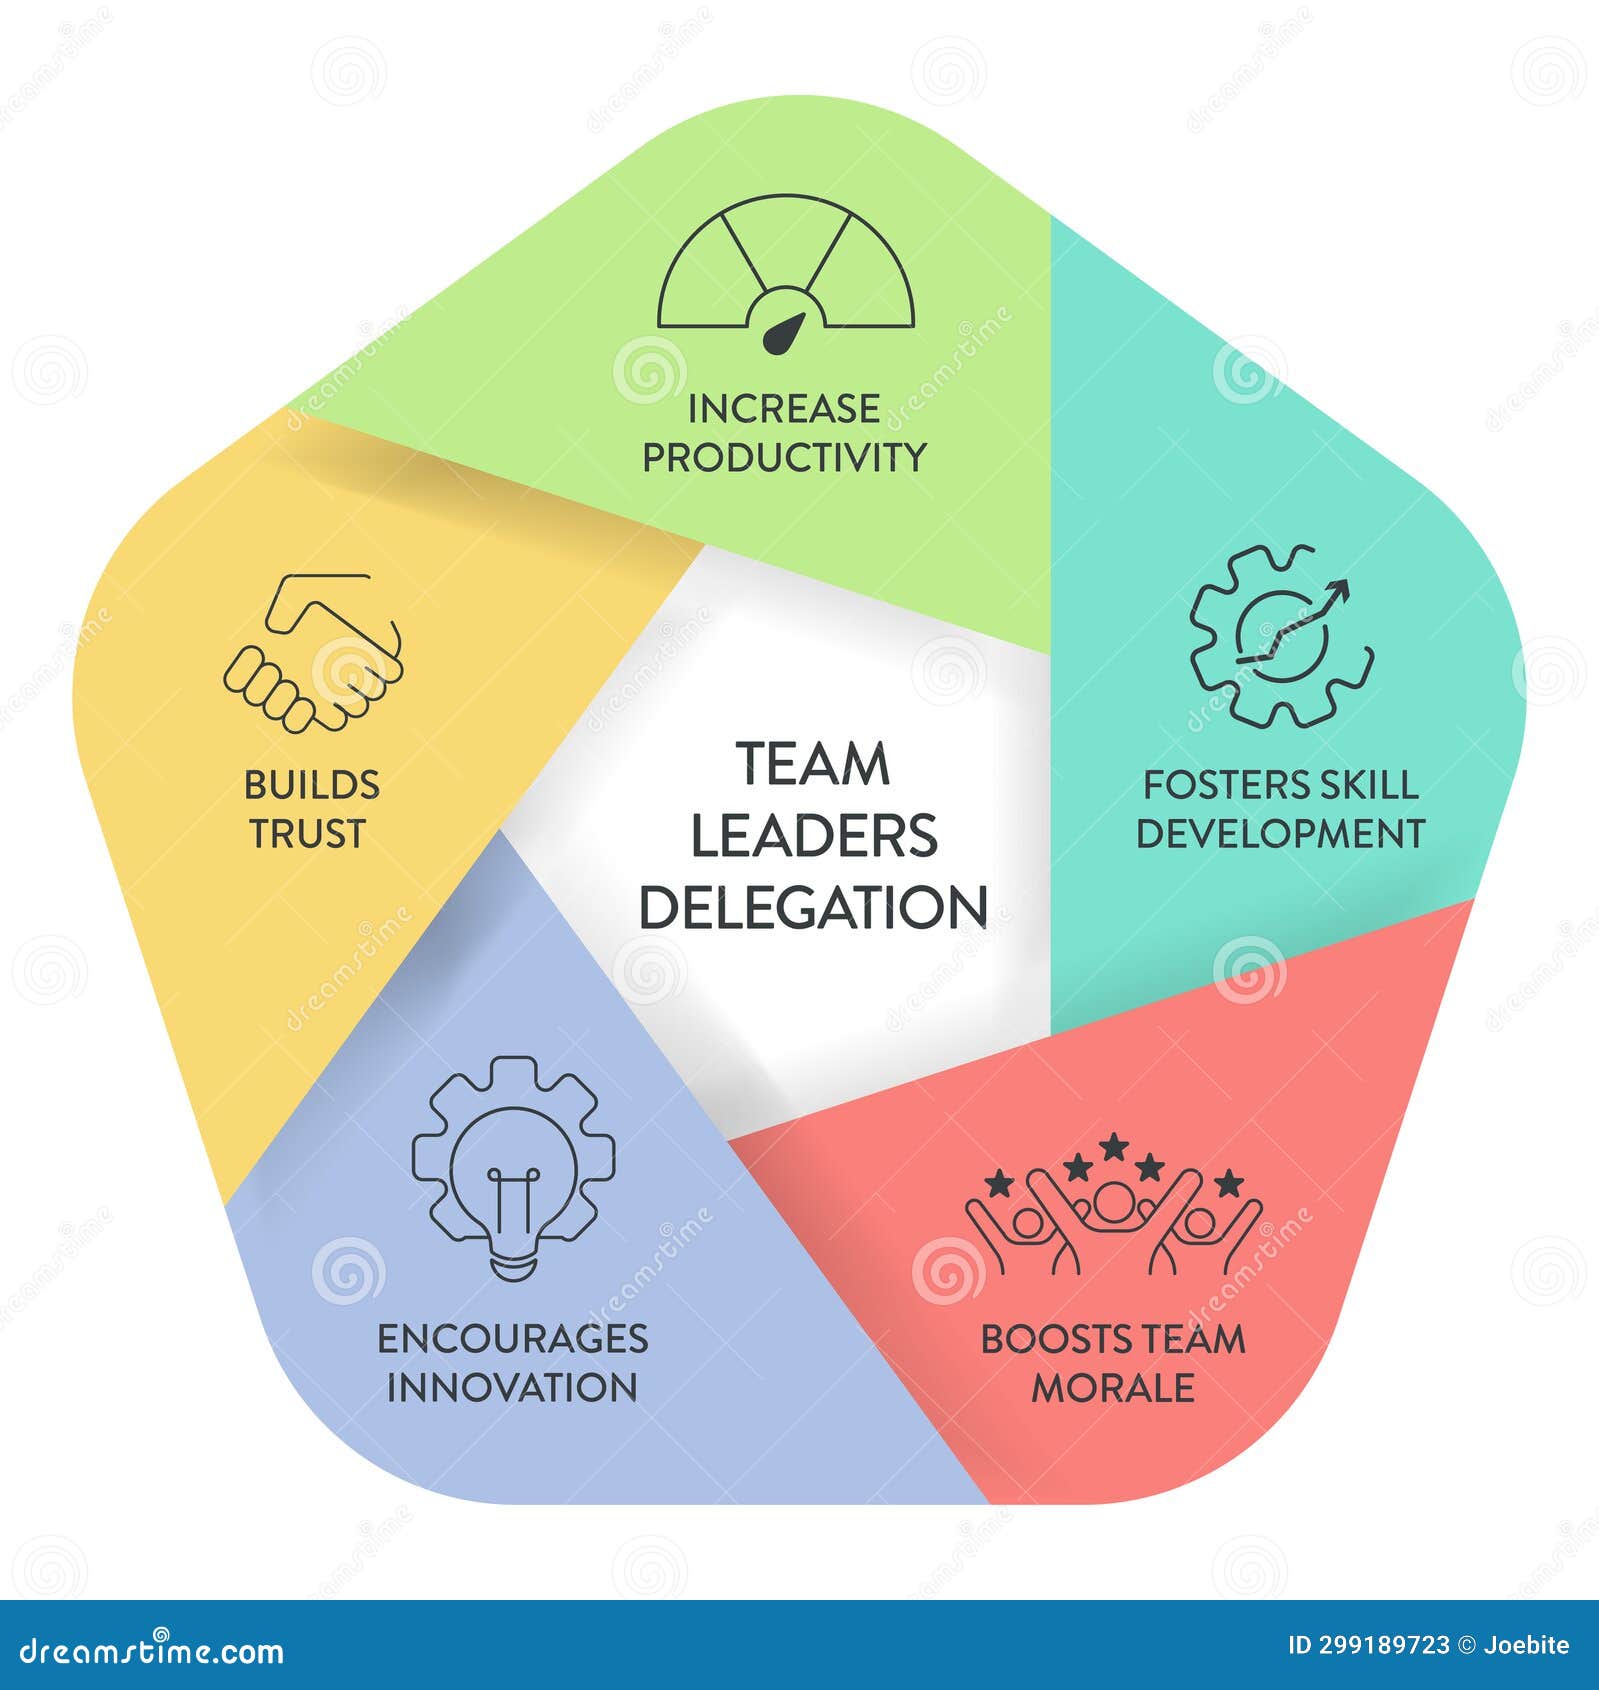 INCREASE
PRODUCTIVITY
BUILDS
TRUST
TEAM
LEADERS
DELEGATION
FOSTERS SKILL
DEVELOPMENT
ENCOURAGES
INNOVATION
BOOSTS TEAM
MORALE
dreamstime.com
ID 299189723 © Joebite